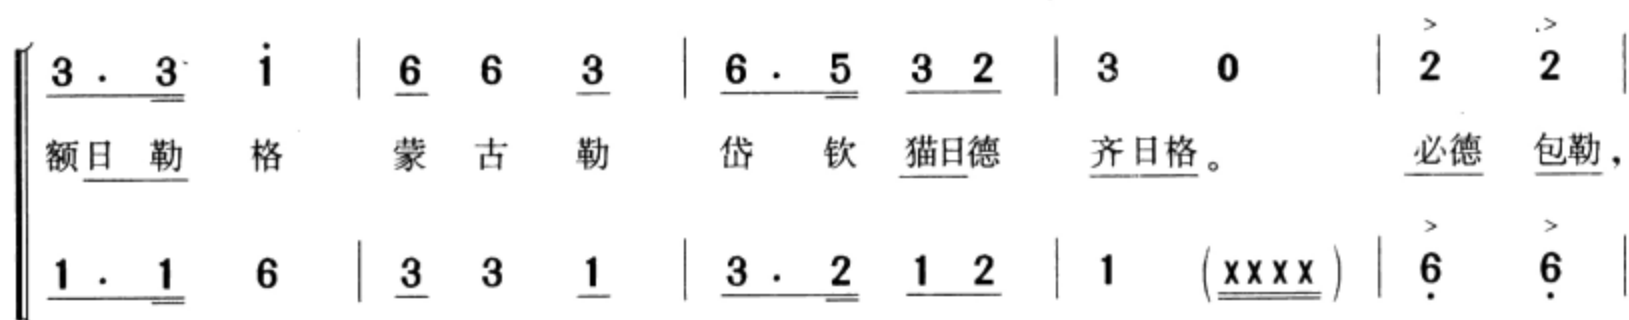 3 . 3 i | 6 6 3 | 6 . 5 3 2 | 3 0 | 2 2 |
额日勒格 蒙古勒 岱钦猫日德 齐日格。 必德 包勒，
1 . 1 6 | 3 3 1 | 3 . 2 1 2 | 1 (XXXX) | 6 6 |